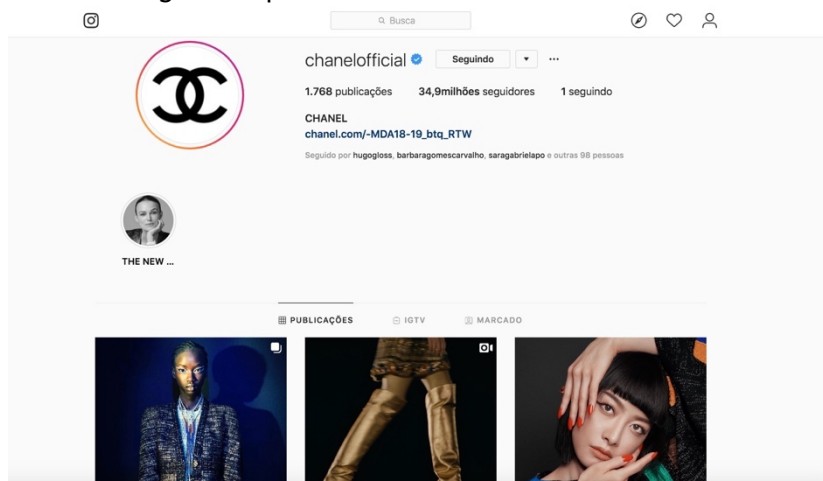 Busca
chanelofficial Seguindo ▼ ...
1.768 publicações 34,9milhões seguidores 1 seguindo
CHANEL
chanel.com/-MDA18-19_btq_RTW
Seguido por hugogloss, barbaragomescarvalho, saragabrielapo e outras 98 pessoas
THE NEW ...
PUBLICAÇÕES IGTV MARCADO